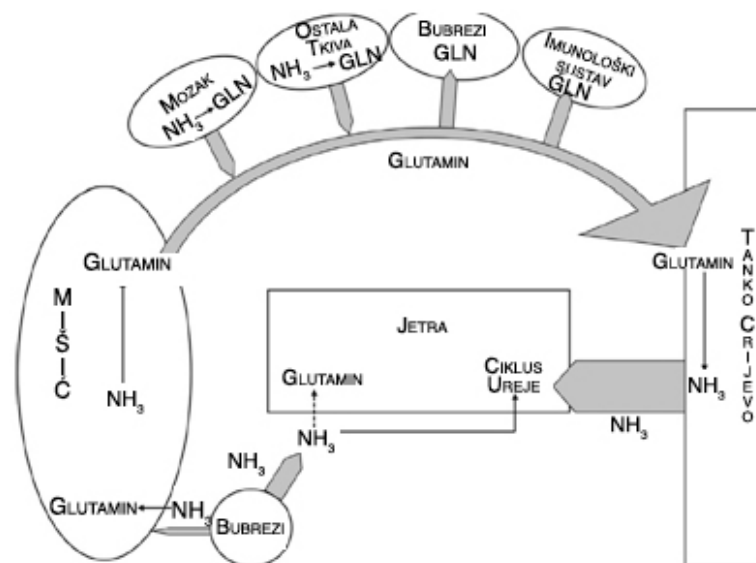 Ostala
Tkiva
NH₃→GLN
Bubrezi
GLN
Imunološki
sustav
GLN
Mozak
NH₃→GLN
Glutamin
Glutamin
Mišić
NH₃
Glutamin
NH₃
Bubrezi
NH₃
NH₃
Jetra
Glutamin
Ciklus
Ureje
NH₃
Glutamin
NH₃
Tanko Crijevo